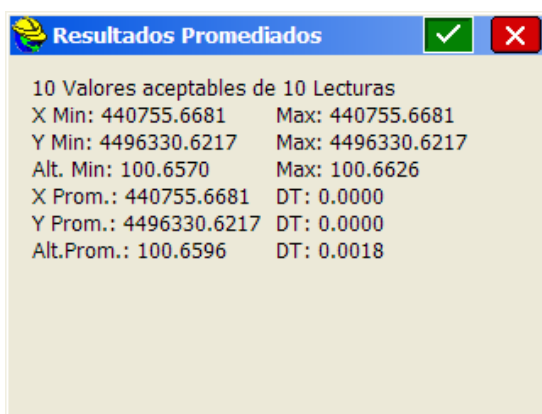 Resultados Promediados
10 Valores aceptables de 10 Lecturas
X Min: 440755.6681 Max: 440755.6681
Y Min: 4496330.6217 Max: 4496330.6217
Alt. Min: 100.6570 Max: 100.6626
X Prom.: 440755.6681 DT: 0.0000
Y Prom.: 4496330.6217 DT: 0.0000
Alt.Prom.: 100.6596 DT: 0.0018